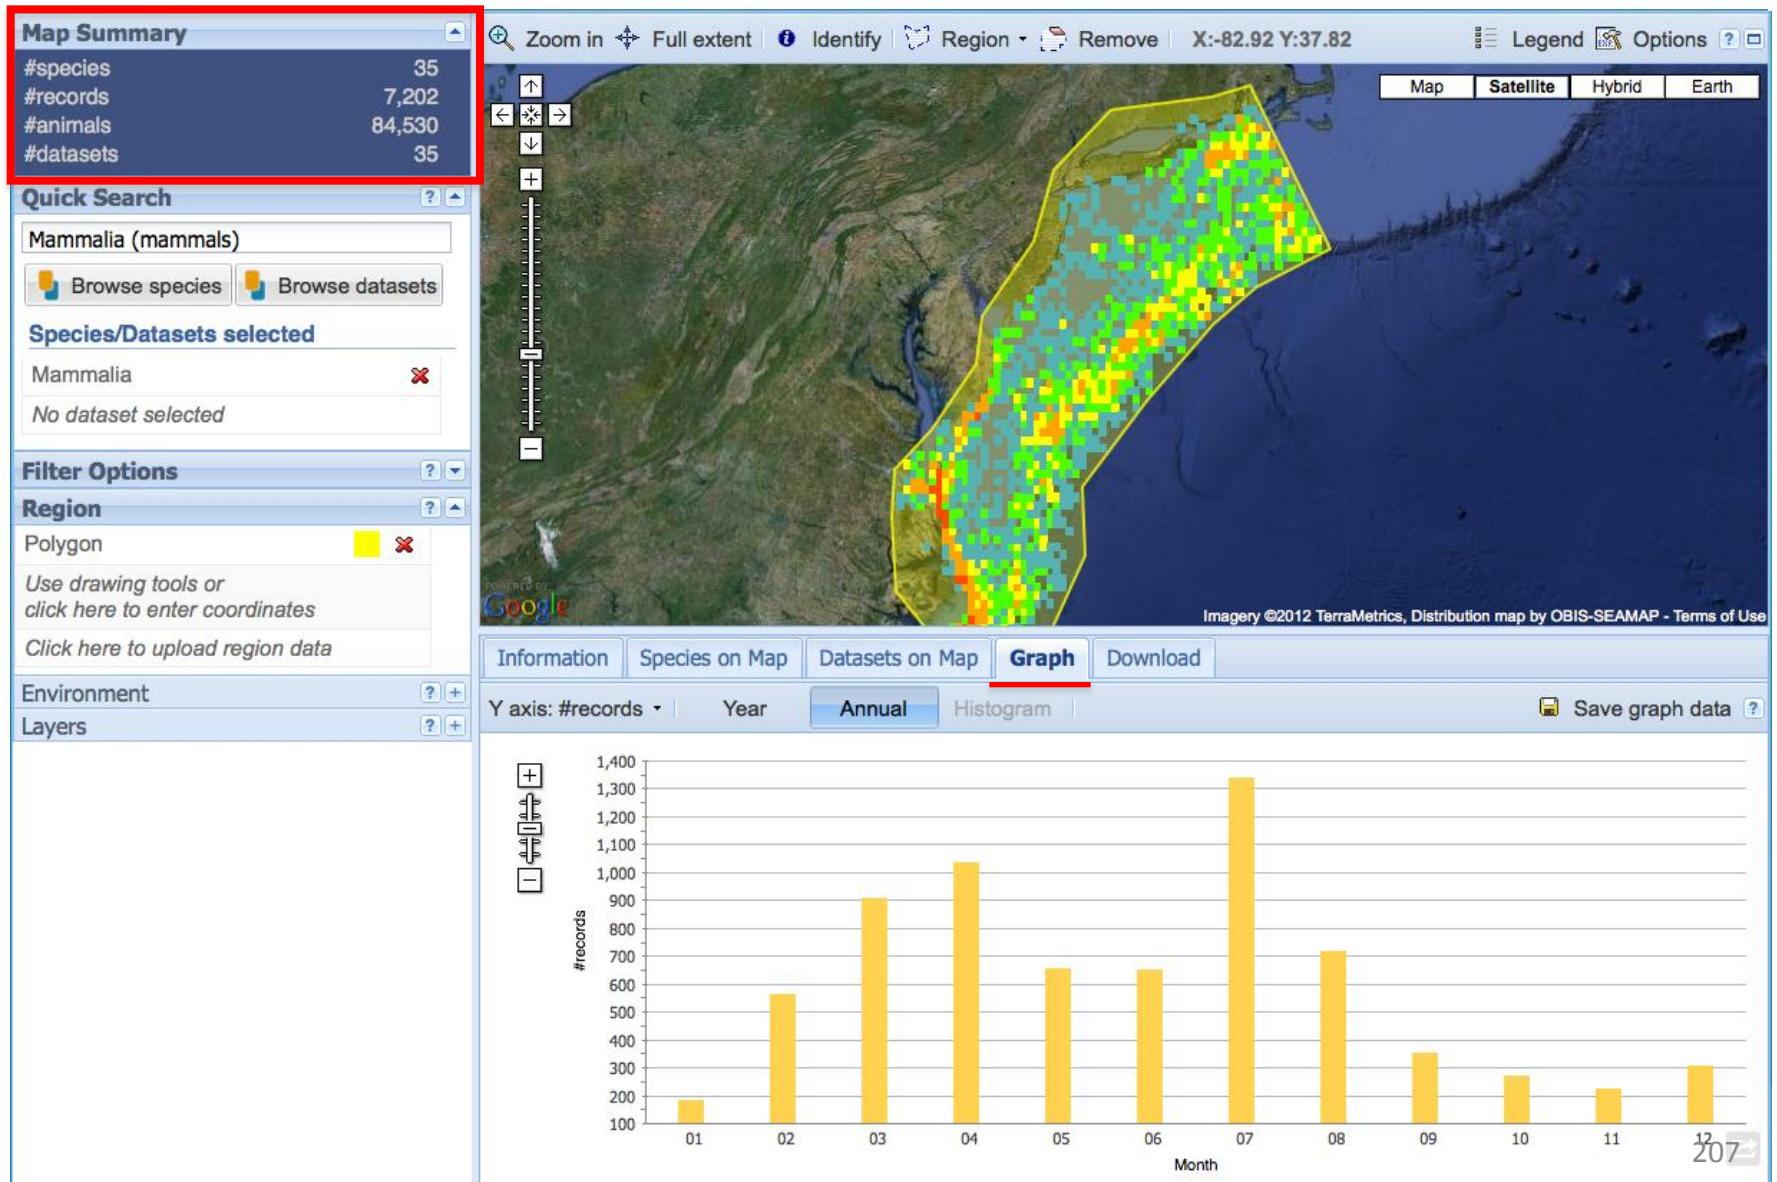 Map Summary
#species 35
#records 7,202
#animals 84,530
#datasets 35
Quick Search ?
Mammalia (mammals)
Browse species Browse datasets
Species/Datasets selected
Mammalia
No dataset selected
Filter Options ?
Region ?
Polygon
Use drawing tools or
click here to enter coordinates
Click here to upload region data
Environment ? +
Layers ? +
Zoom in Full extent Identify Region Remove X:-82.92 Y:37.82 Legend Options ?
Map Satellite Hybrid Earth
POWERED BY
Google
Imagery ©2012 TerraMetrics, Distribution map by OBIS-SEAMAP - Terms of Use
Information Species on Map Datasets on Map Graph Download
Y axis: #records Year Annual Histogram Save graph data ?
1,400
1,300
1,200
1,100
1,000
900
800
700
600
500
400
300
200
100
#records
01 02 03 04 05 06 07 08 09 10 11 12
Month
207